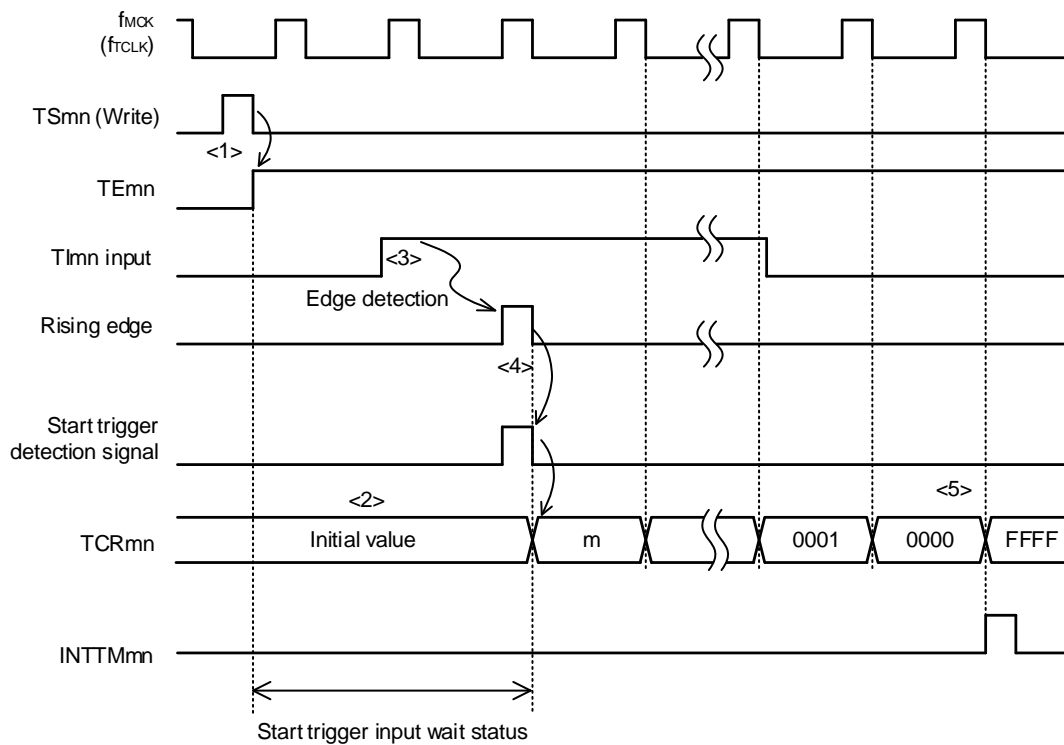 fMCK
(fTCLK)
TSmn (Write)
<1>
TEmn
TImn input
<3>
Edge detection
Rising edge
<4>
Start trigger
detection signal
<2>
<5>
TCRmn
Initial value
m
0001
0000
FFFF
INTTMmn
Start trigger input wait status